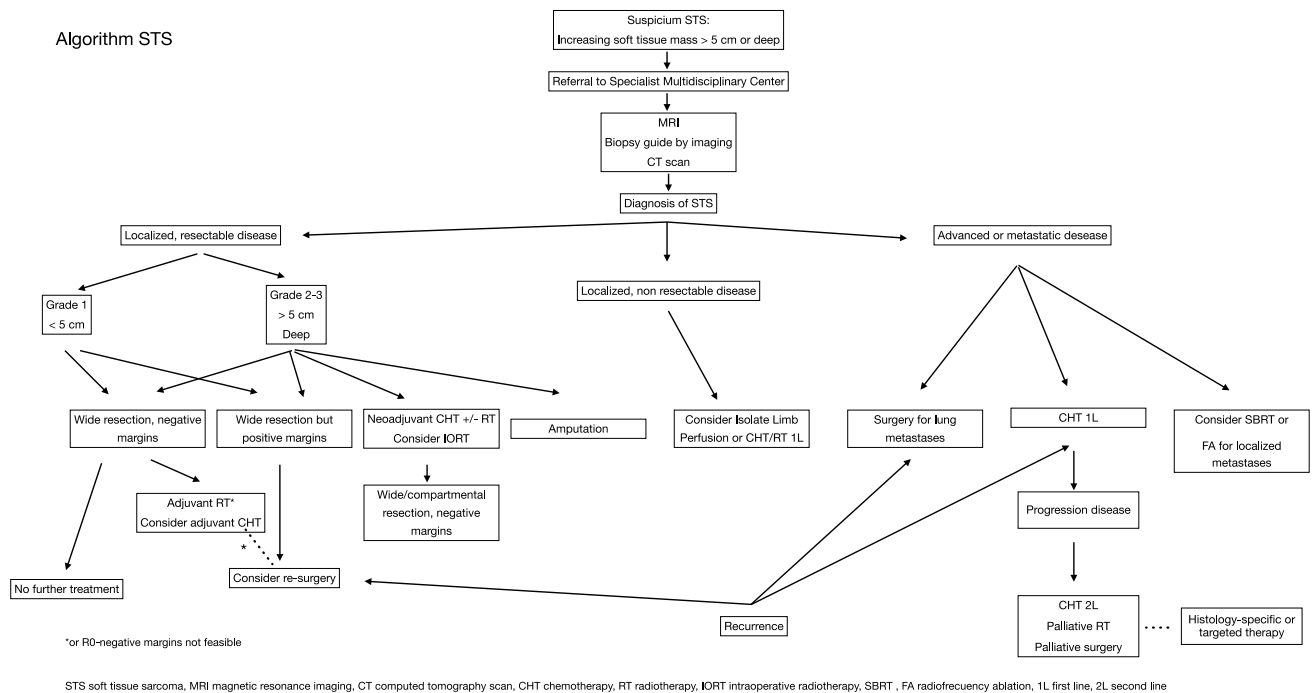 Algorithm STS
Suspicium STS:
Increasing soft tissue mass > 5 cm or deep
Referral to Specialist Multidisciplinary Center
MRI
Biopsy guide by imaging
CT scan
Diagnosis of STS
Localized, resectable disease
Advanced or metastatic desease
Localized, non resectable disease
Grade 1
< 5 cm
Grade 2-3
> 5 cm
Deep
Wide resection, negative
margins
Wide resection but
positive margins
Neoadjuvant CHT +/- RT
Consider IORT
Amputation
Consider Isolate Limb
Perfusion or CHT/RT 1L
Surgery for lung
metastases
CHT 1L
Consider SBRT or
FA for localized
metastases
Adjuvant RT*
Consider adjuvant CHT
*
Wide/compartmental
resection, negative
margins
Progression disease
No further treatment
Consider re-surgery
Recurrence
CHT 2L
Palliative RT
Palliative surgery
Histology-specific or
targeted therapy
*or R0-negative margins not feasible
STS soft tissue sarcoma, MRI magnetic resonance imaging, CT computed tomography scan, CHT chemotherapy, RT radiotherapy, IORT intraoperative radiotherapy, SBRT , FA radiofrecuency ablation, 1L first line, 2L second line